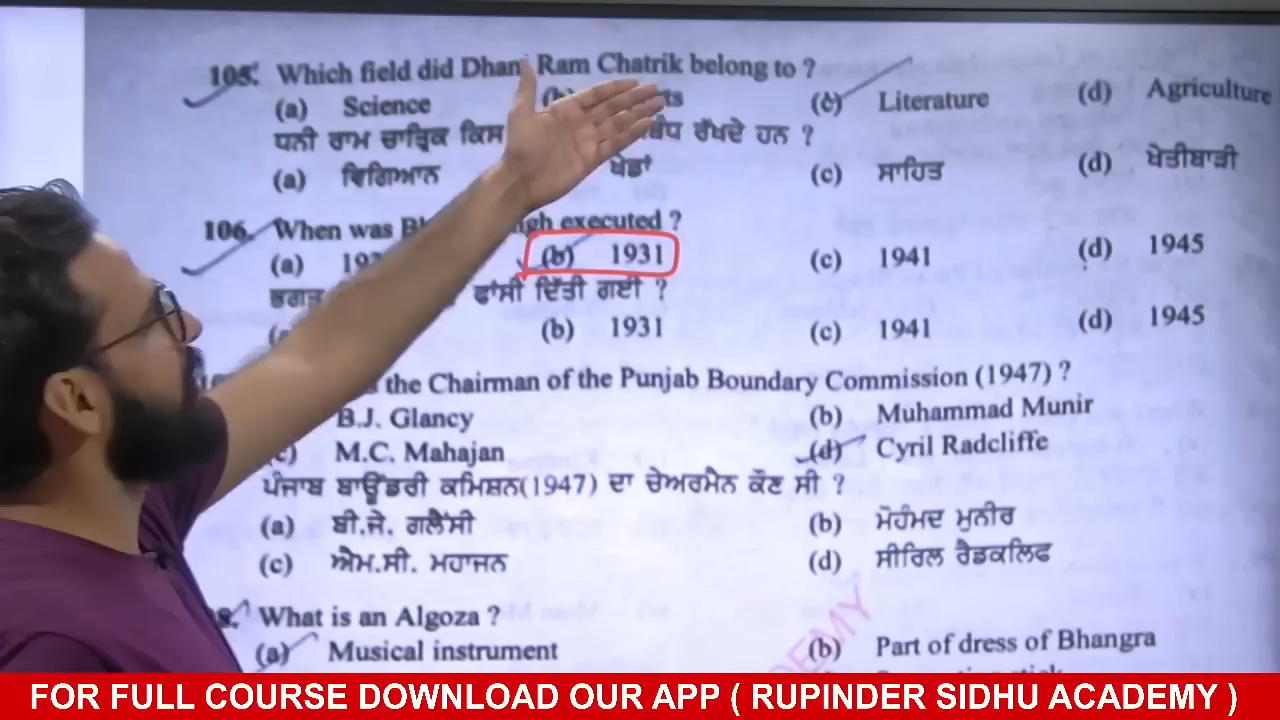 105. Which field did Dhani Ram Chatrik belong to ?
(a) Science (b) (c) Literature (d) Agriculture
ਧਨੀ ਰਾਮ ਚਾਤ੍ਰਿਕ ਕਿਸ ਰੱਖਦੇ ਹਨ ?
(a) ਵਿਗਿਆਨ ਖੇਡਾਂ (c) ਸਾਹਿਤ (d) ਖੇਤੀਬਾੜੀ
106. When was executed ?
(a) (b) 1931 (c) 1941 (d) 1945
ਭਗਤ ਫਾਂਸੀ ਦਿੱਤੀ ਗਈ ?
(b) 1931 (c) 1941 (d) 1945
the Chairman of the Punjab Boundary Commission (1947) ?
B.J. Glancy (b) Muhammad Munir
(c) M.C. Mahajan (d) Cyril Radcliffe
ਪੰਜਾਬ ਬਾਊਂਡਰੀ ਕਮਿਸ਼ਨ(1947) ਦਾ ਚੇਅਰਮੈਨ ਕੌਣ ਸੀ ?
(a) ਬੀ.ਜੇ. ਗਲੈਂਸੀ (b) ਮੋਹੰਮਦ ਮੁਨੀਰ
(c) ਐਮ.ਸੀ. ਮਹਾਜਨ (d) ਸੀਰਿਲ ਰੈਡਕਲਿਫ
8. What is an Algoza ?
(a) Musical instrument (b) Part of dress of Bhangra
FOR FULL COURSE DOWNLOAD OUR APP ( RUPINDER SIDHU ACADEMY )